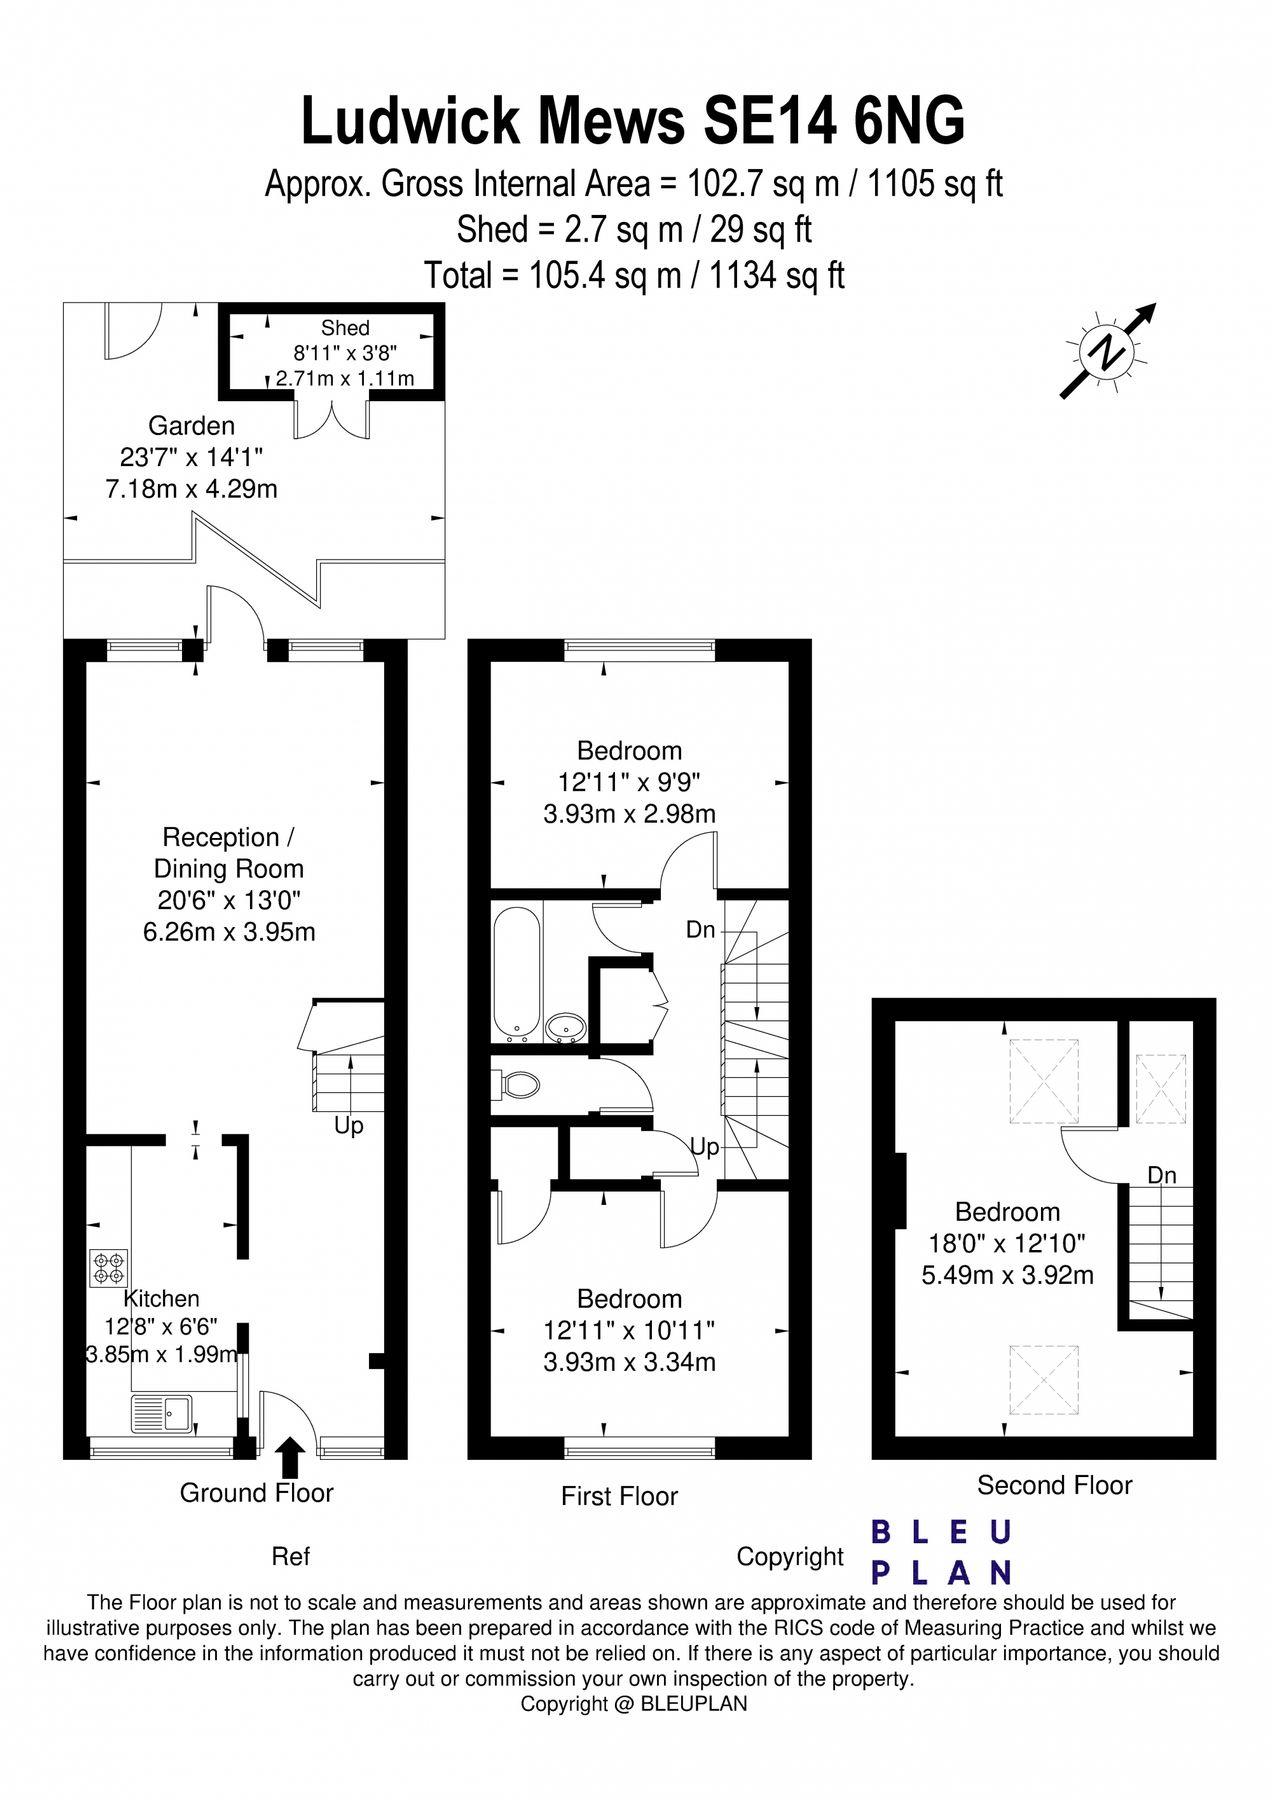 Ludwick Mews SE14 6NG
Approx. Gross Internal Area = 102.7 sq m / 1105 sq ft
Shed = 2.7 sq m / 29 sq ft
Total = 105.4 sq m / 1134 sq ft
Shed
8'11" x 3'8"
2.71m x 1.11m
N
Garden
23'7" x 14'1"
7.18m x 4.29m
Reception /
Dining Room
20'6" x 13'0"
6.26m x 3.95m
Up
Kitchen
12'8" x 6'6"
3.85m x 1.99m
Ground Floor
Bedroom
12'11" x 9'9"
3.93m x 2.98m
Dn
Up
Bedroom
12'11" x 10'11"
3.93m x 3.34m
First Floor
Dn
Bedroom
18'0" x 12'10"
5.49m x 3.92m
Second Floor
Ref
Copyright
BLEU
PLAN
The Floor plan is not to scale and measurements and areas shown are approximate and therefore should be used for
illustrative purposes only. The plan has been prepared in accordance with the RICS code of Measuring Practice and whilst we
have confidence in the information produced it must not be relied on. If there is any aspect of particular importance, you should
carry out or commission your own inspection of the property.
Copyright @ BLEUPLAN